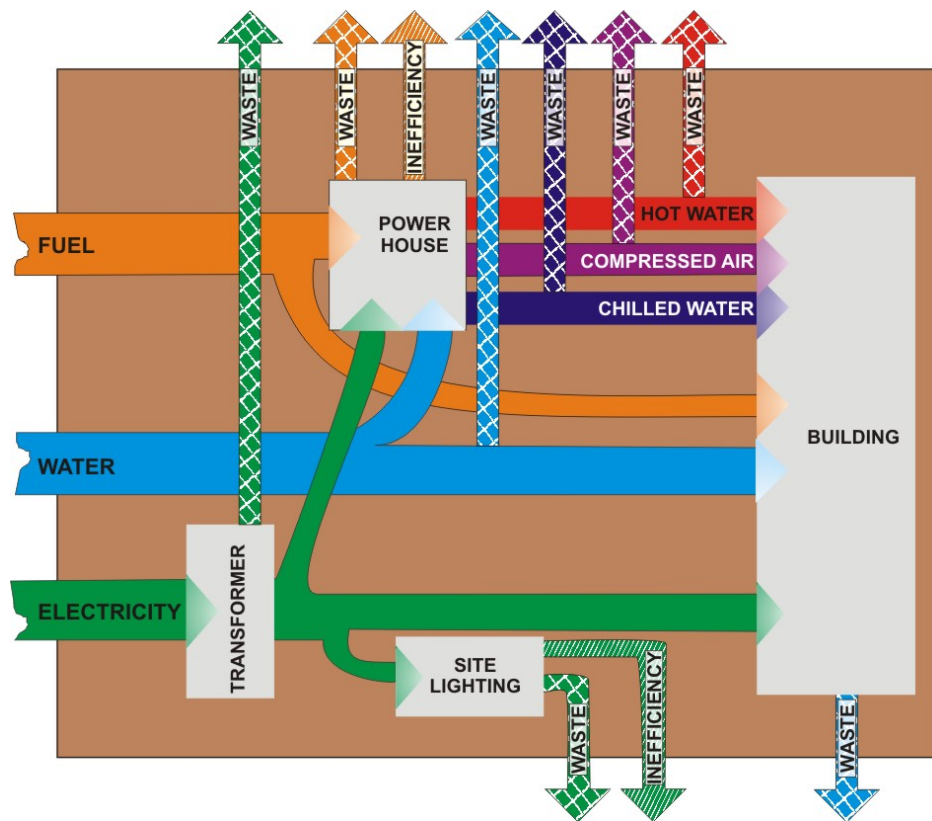 WASTE
WASTE
INEFFICIENCY
WASTE
WASTE
WASTE
WASTE
FUEL
POWER
HOUSE
HOT WATER
COMPRESSED AIR
CHILLED WATER
WATER
BUILDING
ELECTRICITY
TRANSFORMER
SITE
LIGHTING
WASTE
INEFFICIENCY
WASTE